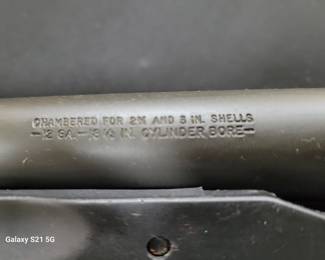 CHAMBERED FOR 2¾ AND 3 IN. SHELLS
—12 GA.—18½ IN. CYLINDER BORE—
Galaxy S21 5G